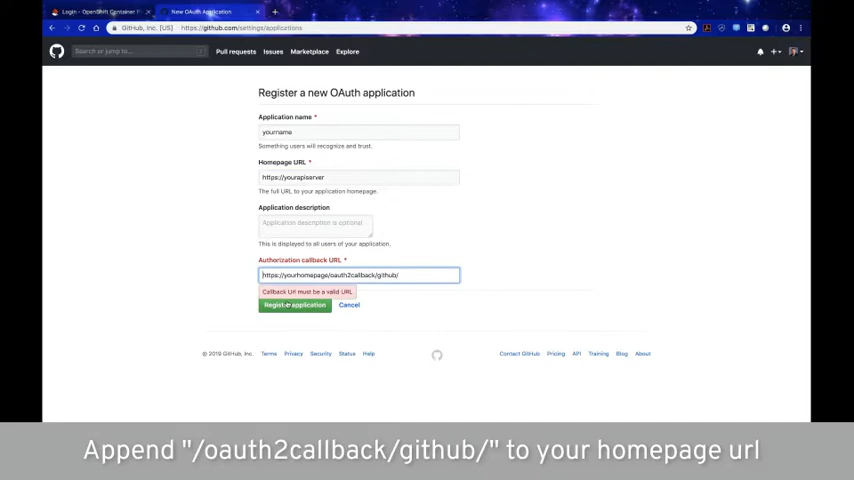 Login - OpenShift Container P
New OAuth Application
GitHub, Inc. [US]
https://github.com/settings/applications
Search or jump to...
Pull requests
Issues
Marketplace
Explore
Register a new OAuth application
Application name *
yourname
Something users will recognize and trust.
Homepage URL *
https://yourapiserver
The full URL to your application homepage.
Application description
Application description is optional
This is displayed to all users of your application.
Authorization callback URL *
https://yourhomepage/oauth2callback/github/
Callback Url must be a valid URL
Register application
Cancel
© 2019 GitHub, Inc.
Terms
Privacy
Security
Status
Help
Contact GitHub
Pricing
API
Training
Blog
About
Append "/oauth2callback/github/" to your homepage url